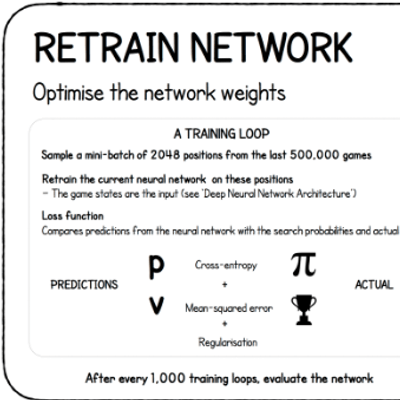 RETRAIN NETWORK
Optimise the network weights
A TRAINING LOOP
Sample a mini-batch of 2048 positions from the last 500,000 games
Retrain the current neural network on these positions
- The game states are the input (see 'Deep Neural Network Architecture')
Loss function
Compares predictions from the neural network with the search probabilities and actual
p Cross-entropy π
PREDICTIONS + ACTUAL
v Mean-squared error
+
Regularisation
After every 1,000 training loops, evaluate the network